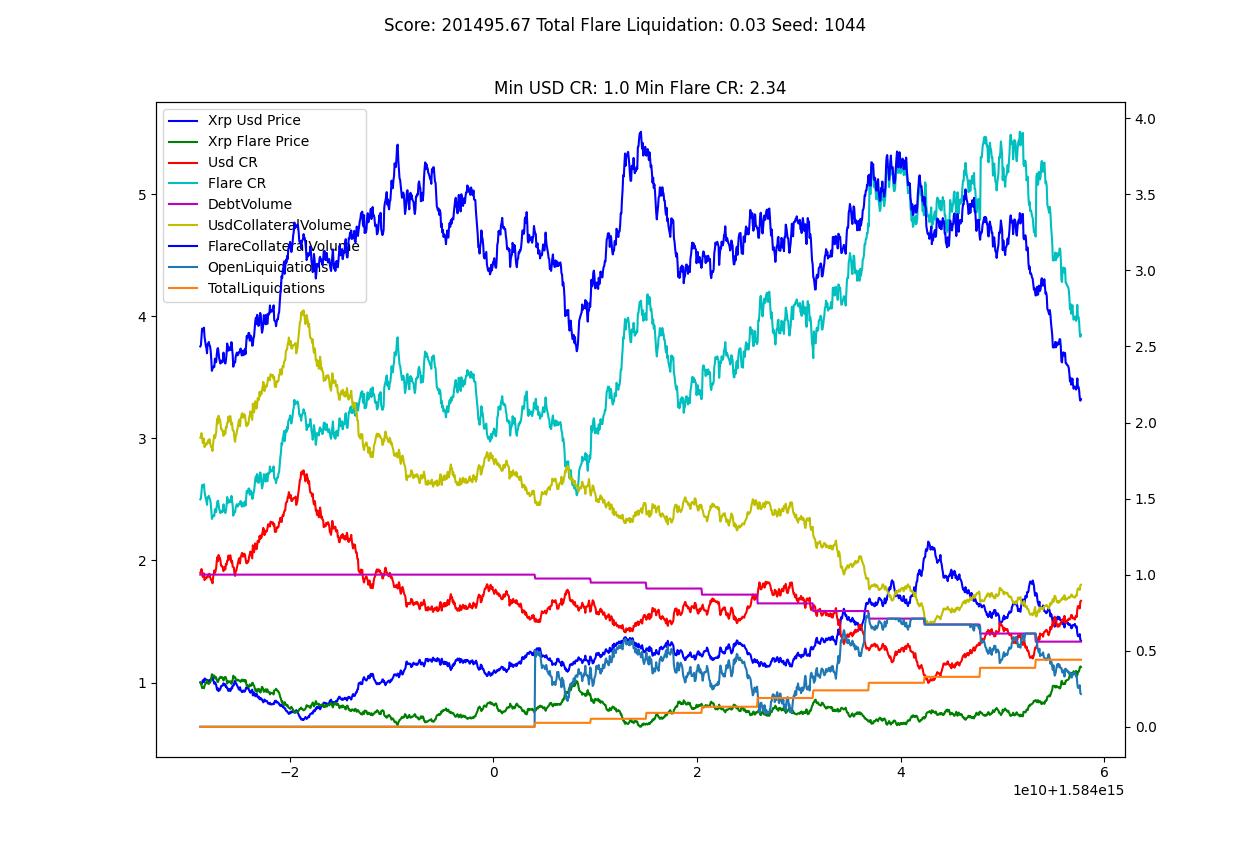 Score: 201495.67 Total Flare Liquidation: 0.03 Seed: 1044
Min USD CR: 1.0 Min Flare CR: 2.34
Xrp Usd Price
Xrp Flare Price
Usd CR
Flare CR
DebtVolume
UsdCollateralVolume
FlareCollateralVolume
OpenLiquidations
TotalLiquidations
5
4
3
2
1
4.0
3.5
3.0
2.5
2.0
1.5
1.0
0.5
0.0
−2
0
2
4
6
1e10+1.584e15